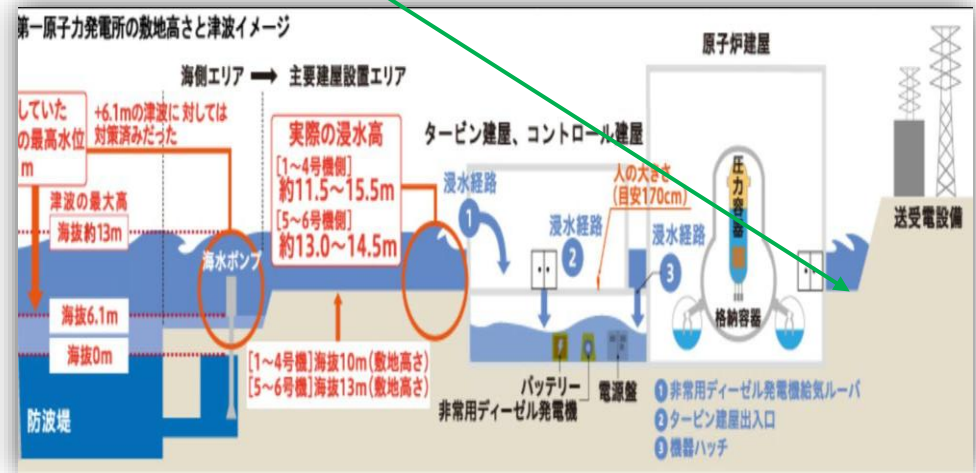 第一原子力発電所の敷地高さと津波イメージ
海側エリア → 主要建屋設置エリア
していた
の最高水位
m
+6.1mの津波に対しては
対策済みだった
津波の最大高
海抜約13m
海水ポンプ
海抜6.1m
海抜0m
防波堤
実際の浸水高
[1〜4号機側]
約11.5〜15.5m
[5〜6号機側]
約13.0〜14.5m
[1〜4号機]海抜10m(敷地高さ)
[5〜6号機]海抜13m(敷地高さ)
タービン建屋、コントロール建屋
浸水経路
1
浸水経路
2
人の大きさ
(目安170cm)
浸水経路
3
バッテリー
非常用ディーゼル発電機
電源盤
原子炉建屋
圧力容器
格納容器
送受電設備
1 非常用ディーゼル発電機給気ルーバ
2 タービン建屋出入口
3 機器ハッチ